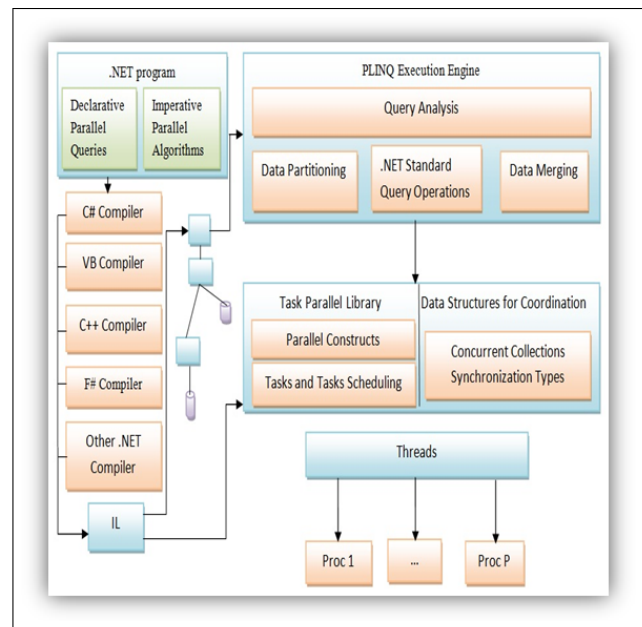 .NET program
Declarative
Parallel
Queries
Imperative
Parallel
Algorithms
C# Compiler
VB Compiler
C++ Compiler
F# Compiler
Other .NET
Compiler
IL
PLINQ Execution Engine
Query Analysis
Data Partitioning
.NET Standard
Query Operations
Data Merging
Task Parallel Library
Parallel Constructs
Tasks and Tasks Scheduling
Data Structures for Coordination
Concurrent Collections
Synchronization Types
Threads
Proc 1
...
Proc P